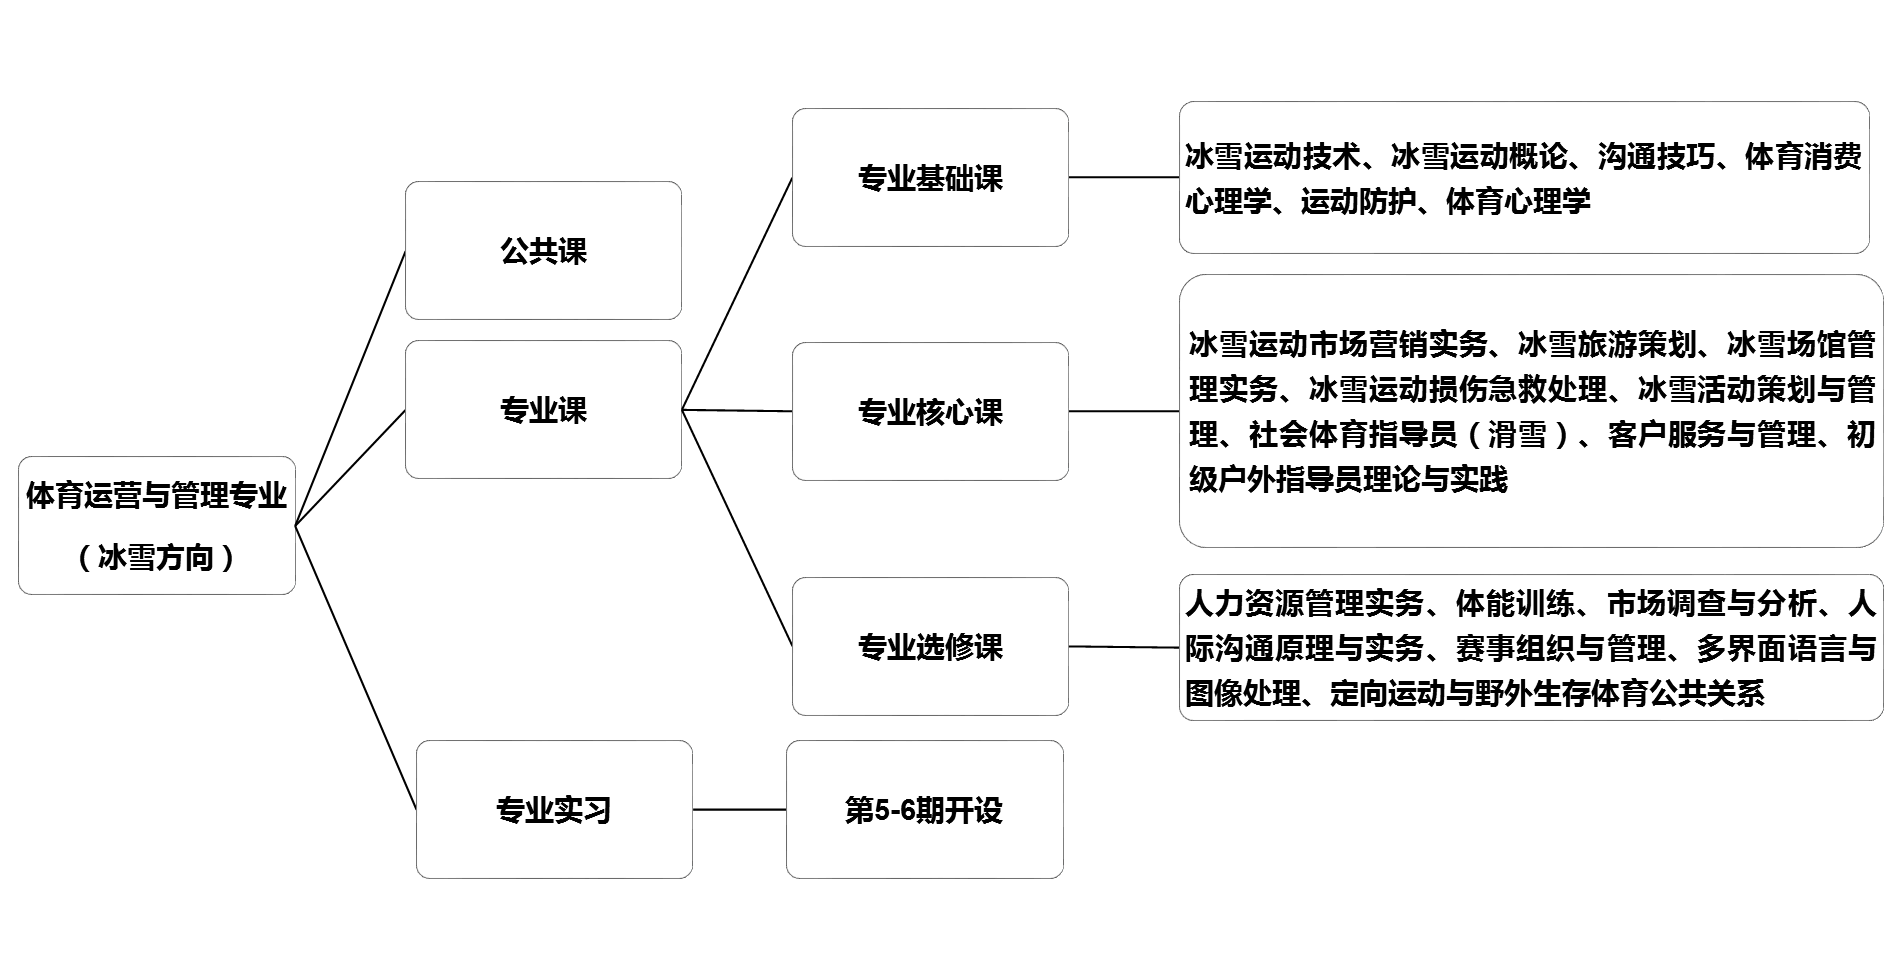 体育运营与管理专业
（冰雪方向）
公共课
专业课
专业实习
专业基础课
专业核心课
专业选修课
第5-6期开设
冰雪运动技术、冰雪运动概论、沟通技巧、体育消费
心理学、运动防护、体育心理学
冰雪运动市场营销实务、冰雪旅游策划、冰雪场馆管
理实务、冰雪运动损伤急救处理、冰雪活动策划与管
理、社会体育指导员（滑雪）、客户服务与管理、初
级户外指导员理论与实践
人力资源管理实务、体能训练、市场调查与分析、人
际沟通原理与实务、赛事组织与管理、多界面语言与
图像处理、定向运动与野外生存体育公共关系